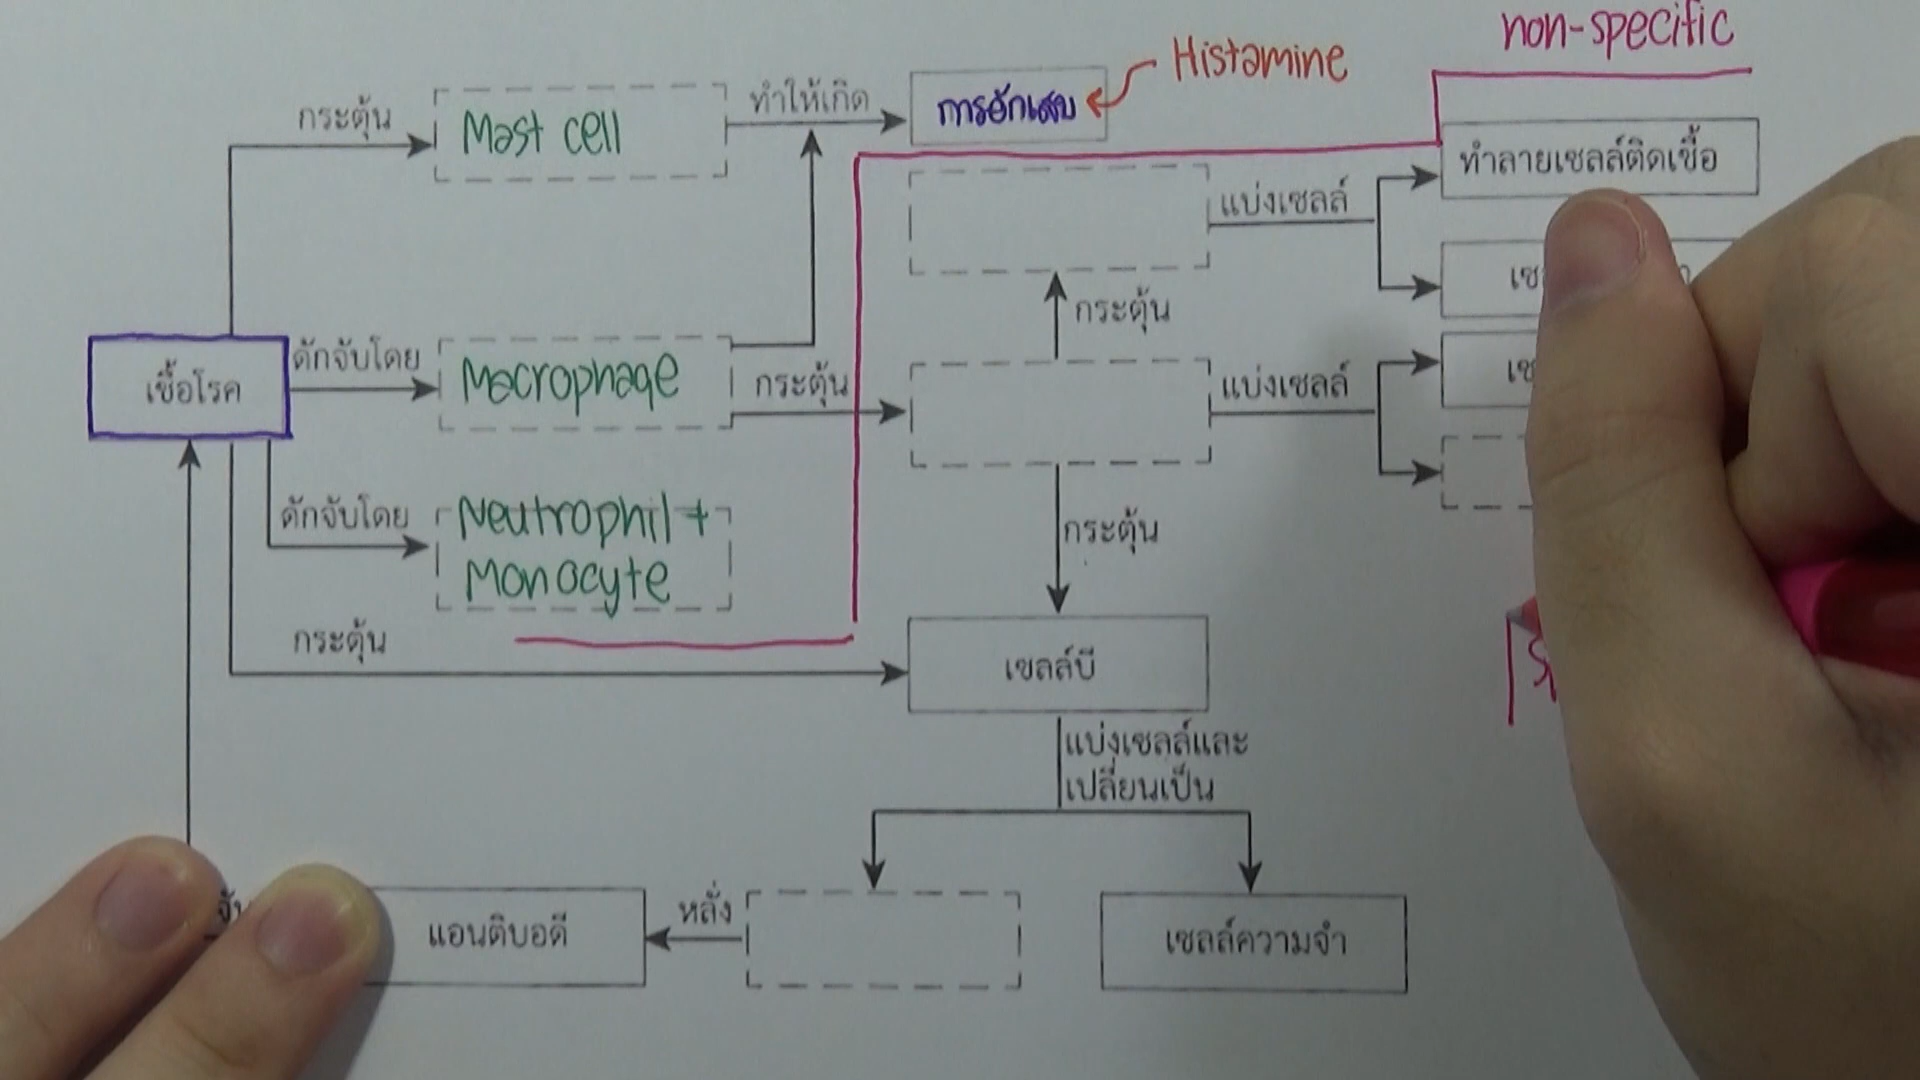 non-specific
Histamine
กระตุ้น
Mast cell
ทำให้เกิด
การอักเสบ
ทำลายเซลล์ติดเชื้อ
แบ่งเซลล์
กระตุ้น
เชื้อโรค
ดักจับโดย
Macrophage
กระตุ้น
แบ่งเซลล์
ดักจับโดย
Neutrophil +
Monocyte
กระตุ้น
กระตุ้น
เซลล์บี
แบ่งเซลล์และ
เปลี่ยนเป็น
แอนติบอดี
หลั่ง
เซลล์ความจำ